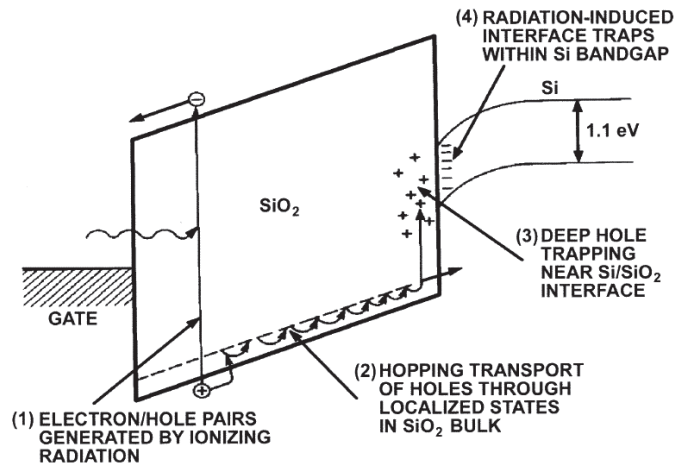 (4) RADIATION-INDUCED
INTERFACE TRAPS
WITHIN Si BANDGAP
Si
1.1 eV
SiO₂
(3) DEEP HOLE
TRAPPING
NEAR Si/SiO₂
INTERFACE
GATE
(2) HOPPING TRANSPORT
OF HOLES THROUGH
LOCALIZED STATES
IN SiO₂ BULK
(1) ELECTRON/HOLE PAIRS
GENERATED BY IONIZING
RADIATION